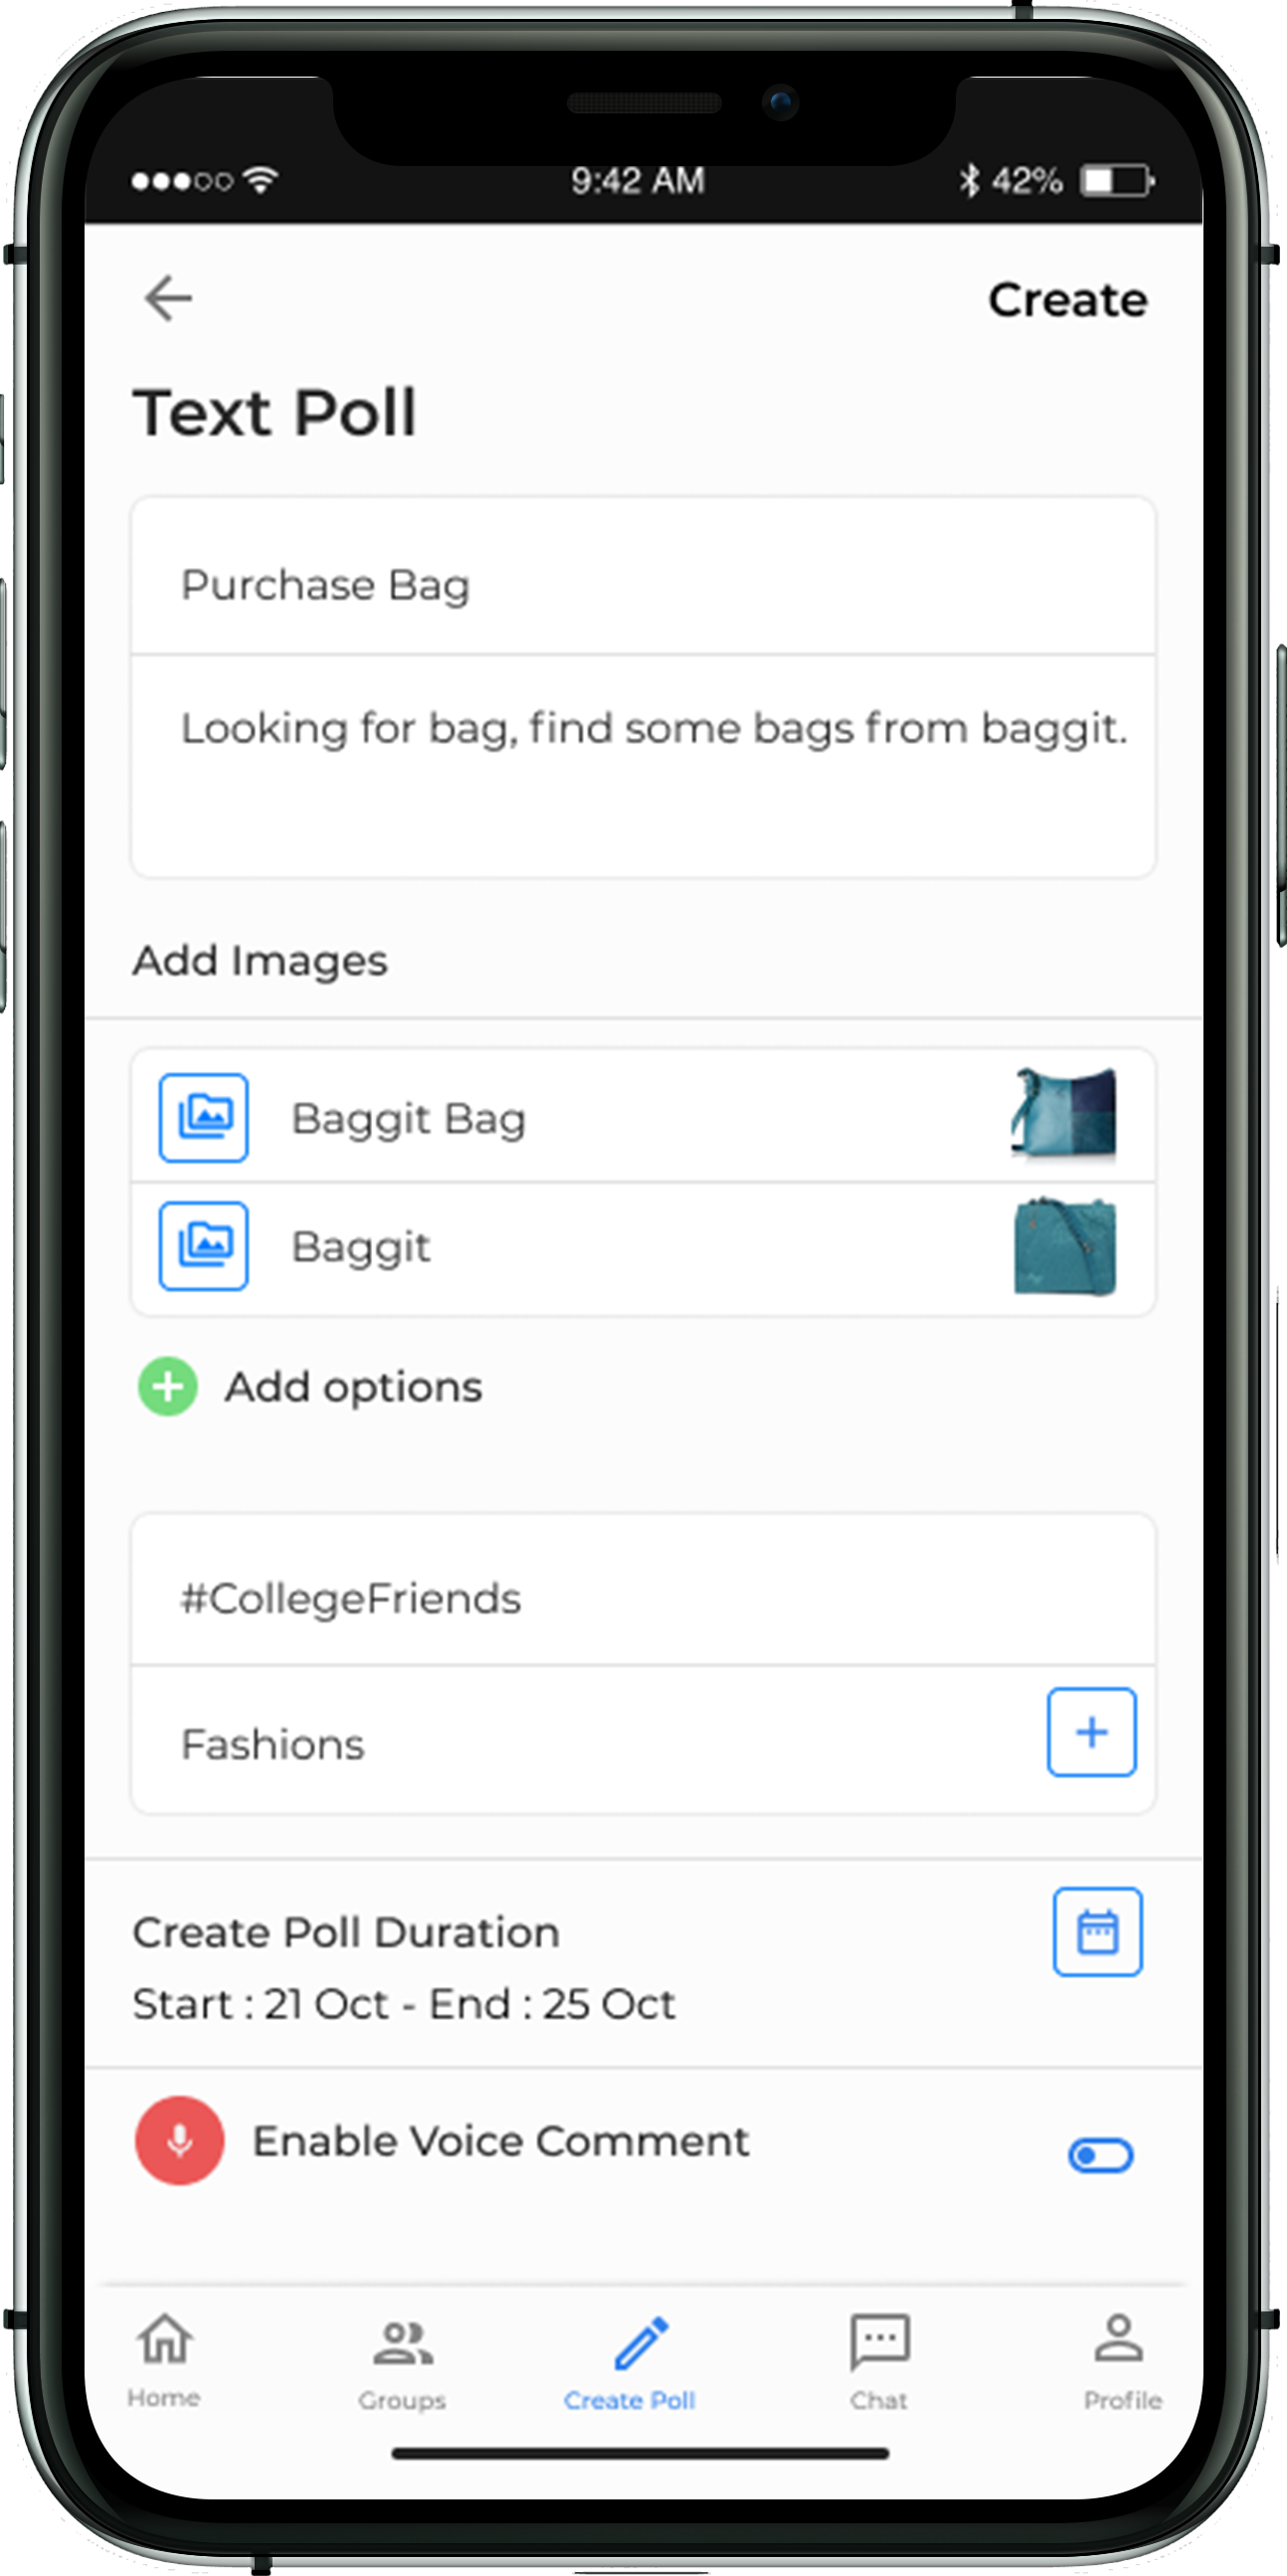 9:42 AM
42%
Create
Text Poll
Purchase Bag
Looking for bag, find some bags from baggit.
Add Images
Baggit Bag
Baggit
Add options
#CollegeFriends
Fashions
Create Poll Duration
Start : 21 Oct - End : 25 Oct
Enable Voice Comment
Home
Groups
Create Poll
Chat
Profile